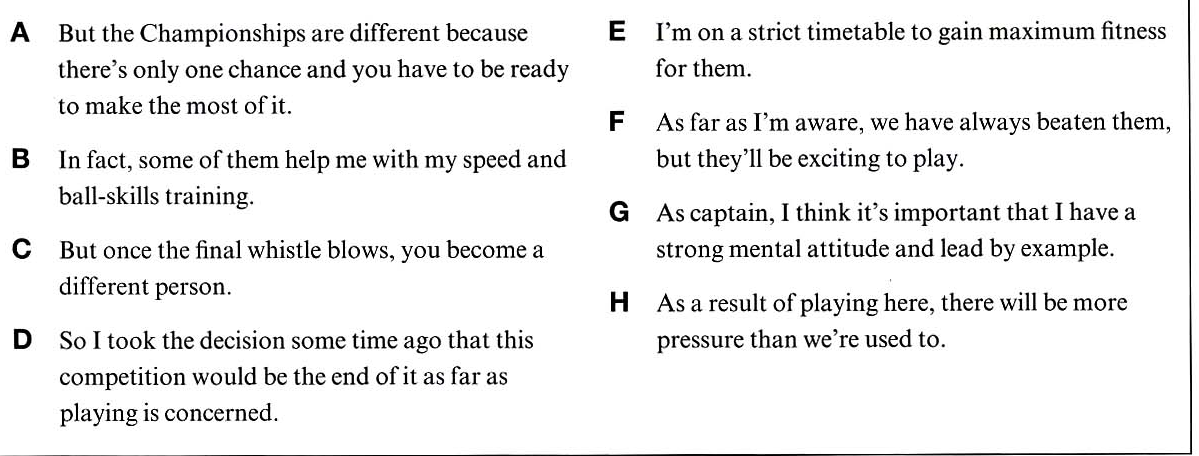 A But the Championships are different because
there's only one chance and you have to be ready
to make the most of it.
B In fact, some of them help me with my speed and
ball-skills training.
C But once the final whistle blows, you become a
different person.
D So I took the decision some time ago that this
competition would be the end of it as far as
playing is concerned.
E I'm on a strict timetable to gain maximum fitness
for them.
F As far as I'm aware, we have always beaten them,
but they'll be exciting to play.
G As captain, I think it's important that I have a
strong mental attitude and lead by example.
H As a result of playing here, there will be more
pressure than we're used to.